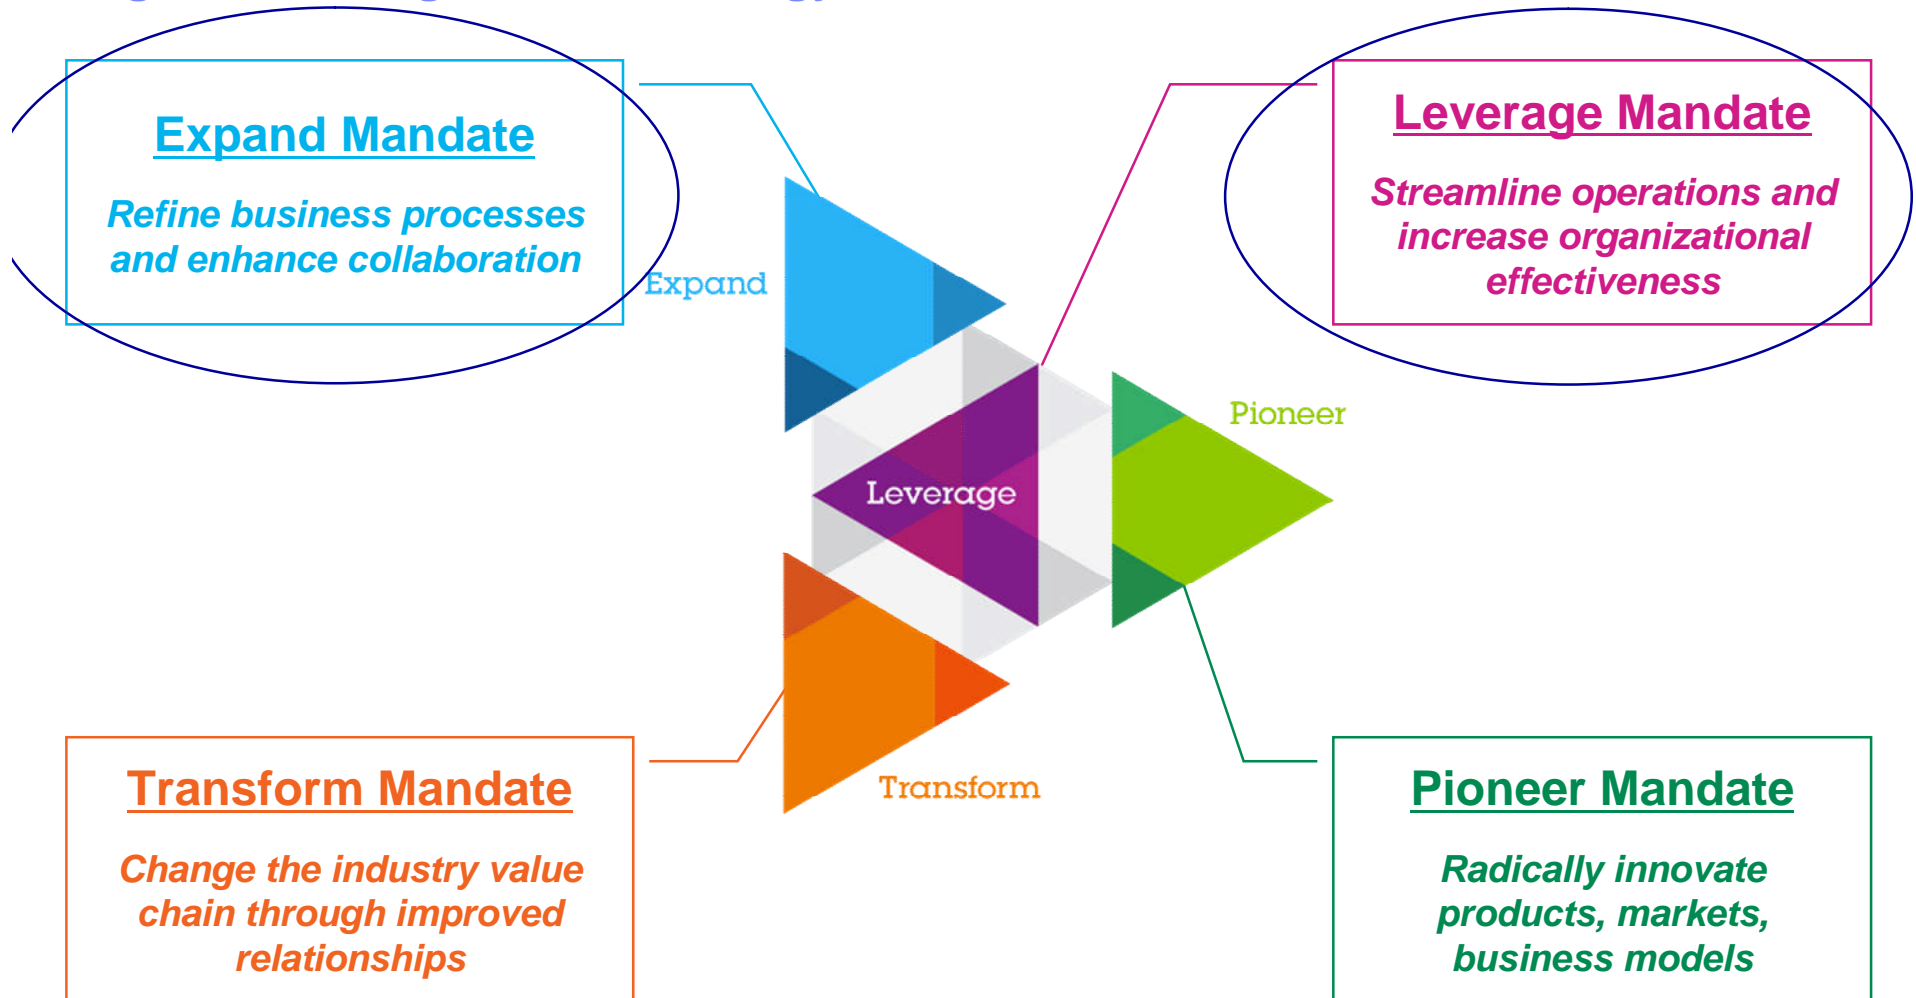 Expand Mandate
Refine business processes
and enhance collaboration
Leverage Mandate
Streamline operations and
increase organizational
effectiveness
Expand
Pioneer
Leverage
Transform
Transform Mandate
Change the industry value
chain through improved
relationships
Pioneer Mandate
Radically innovate
products, markets,
business models